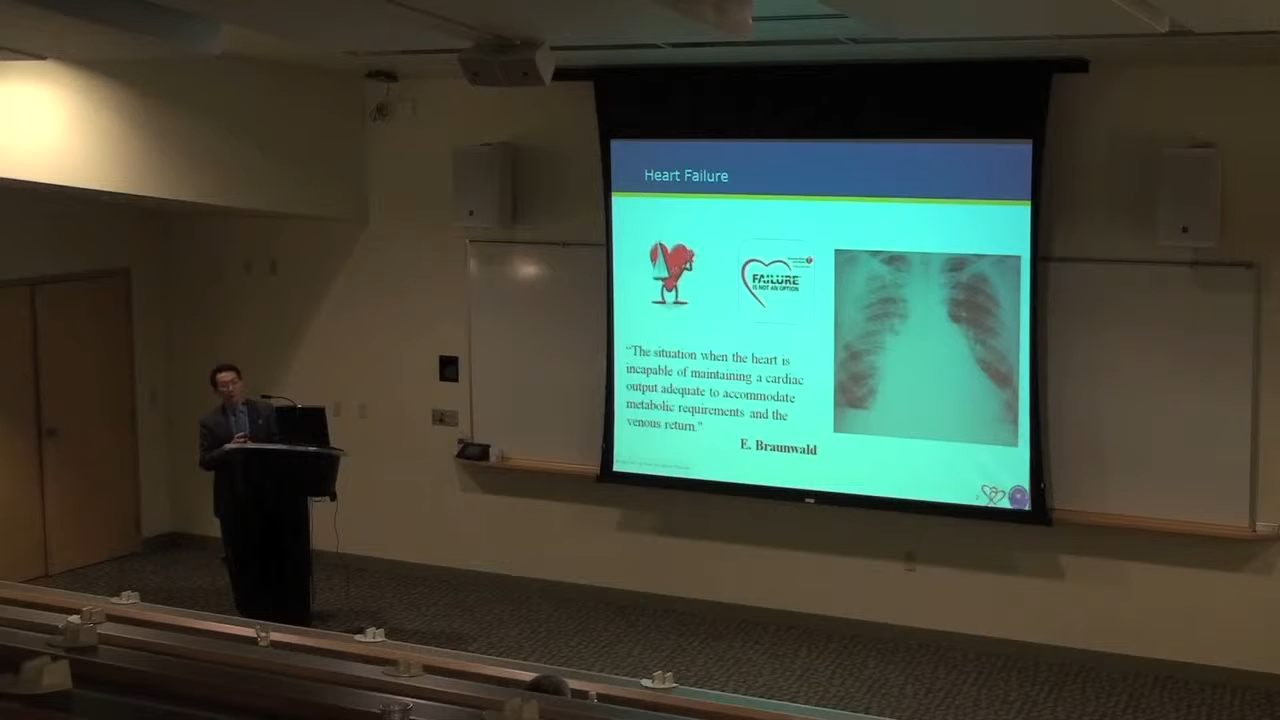 Heart Failure
FAILURE
IS NOT AN OPTION
“The situation when the heart is
incapable of maintaining a cardiac
output adequate to accommodate
metabolic requirements and the
venous return."
E. Braunwald